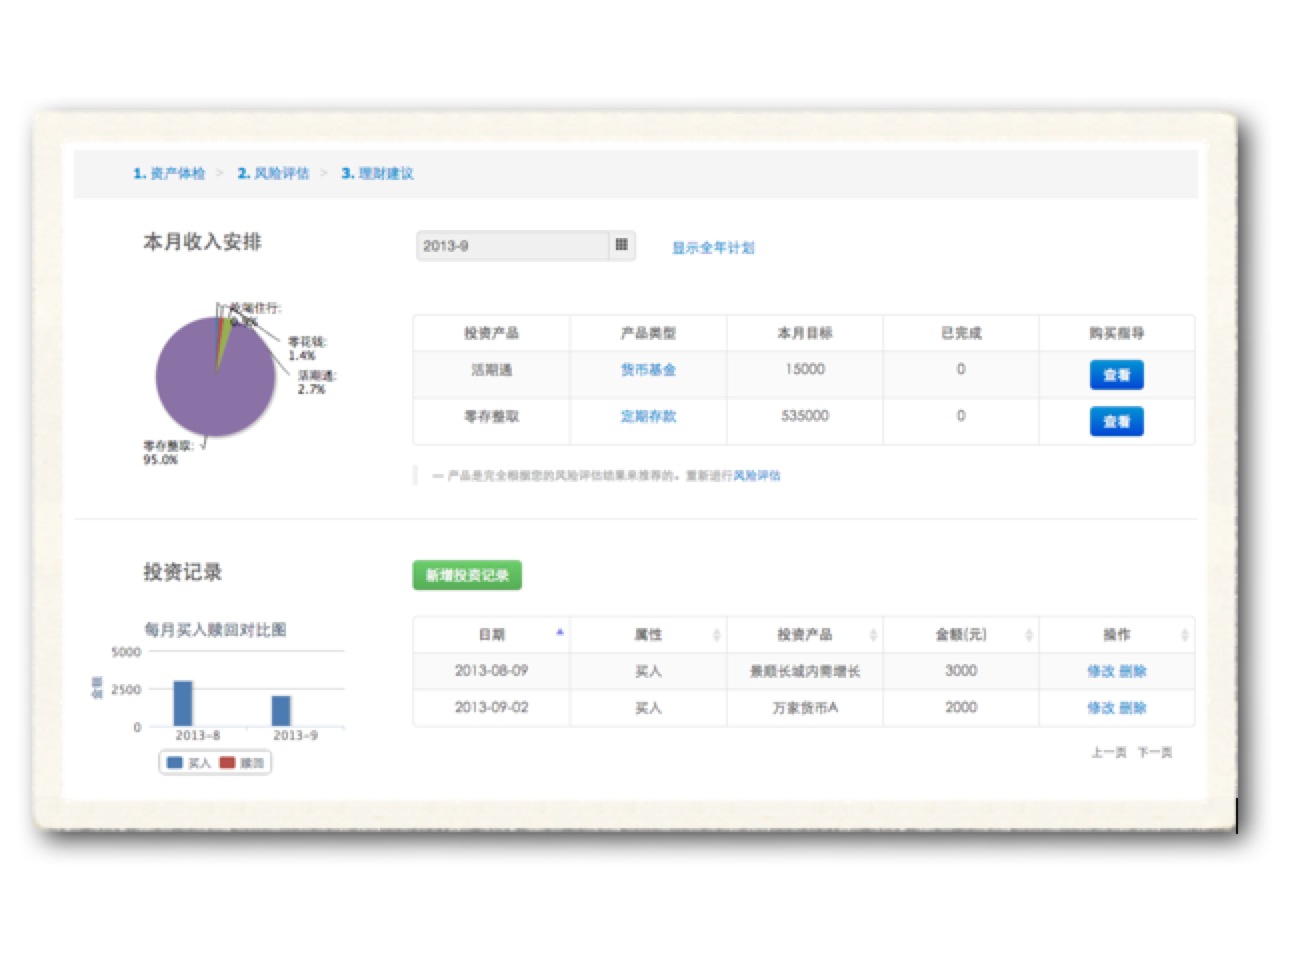 1. 资产体检 > 2. 风险评估 > 3. 理财建议
本月收入安排
2013-9
显示全年计划
零花钱:
1.4%
活期通:
2.7%
零存整取:
95.0%
投资产品 产品类型 本月目标 已完成 购买指导
活期通 货币基金 15000 0 查看
零存整取 定期存款 535000 0 查看
— 产品是完全根据您的风险评估结果来推荐的。重新进行风险评估
投资记录
新增投资记录
每月买入赎回对比图
5000
2500
0
金额
2013-8 2013-9
买入 赎回
日期 属性 投资产品 金额(元) 操作
2013-08-09 买入 景顺长城内需增长 3000 修改 删除
2013-09-02 买入 万家货币A 2000 修改 删除
上一页 下一页